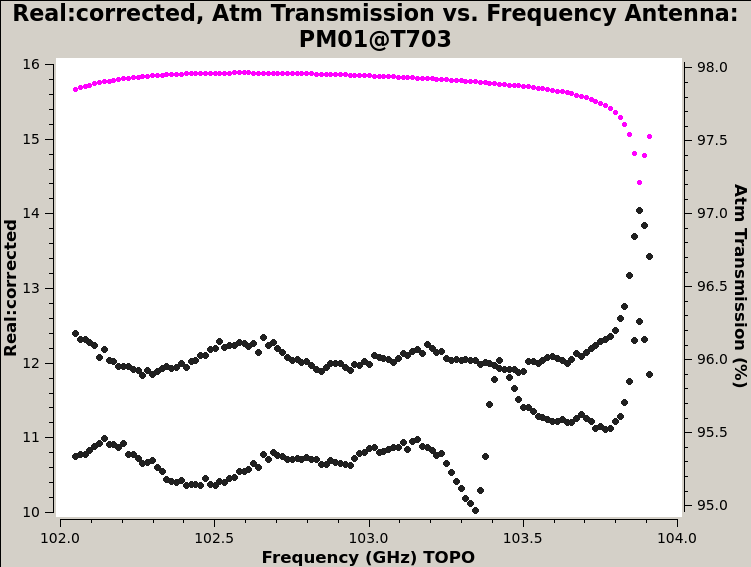 Real:corrected, Atm Transmission vs. Frequency Antenna:
PM01@T703
16
15
14
13
12
11
10
Real:corrected
98.0
97.5
97.0
96.5
96.0
95.5
95.0
Atm Transmission (%)
102.0 102.5 103.0 103.5 104.0
Frequency (GHz) TOPO